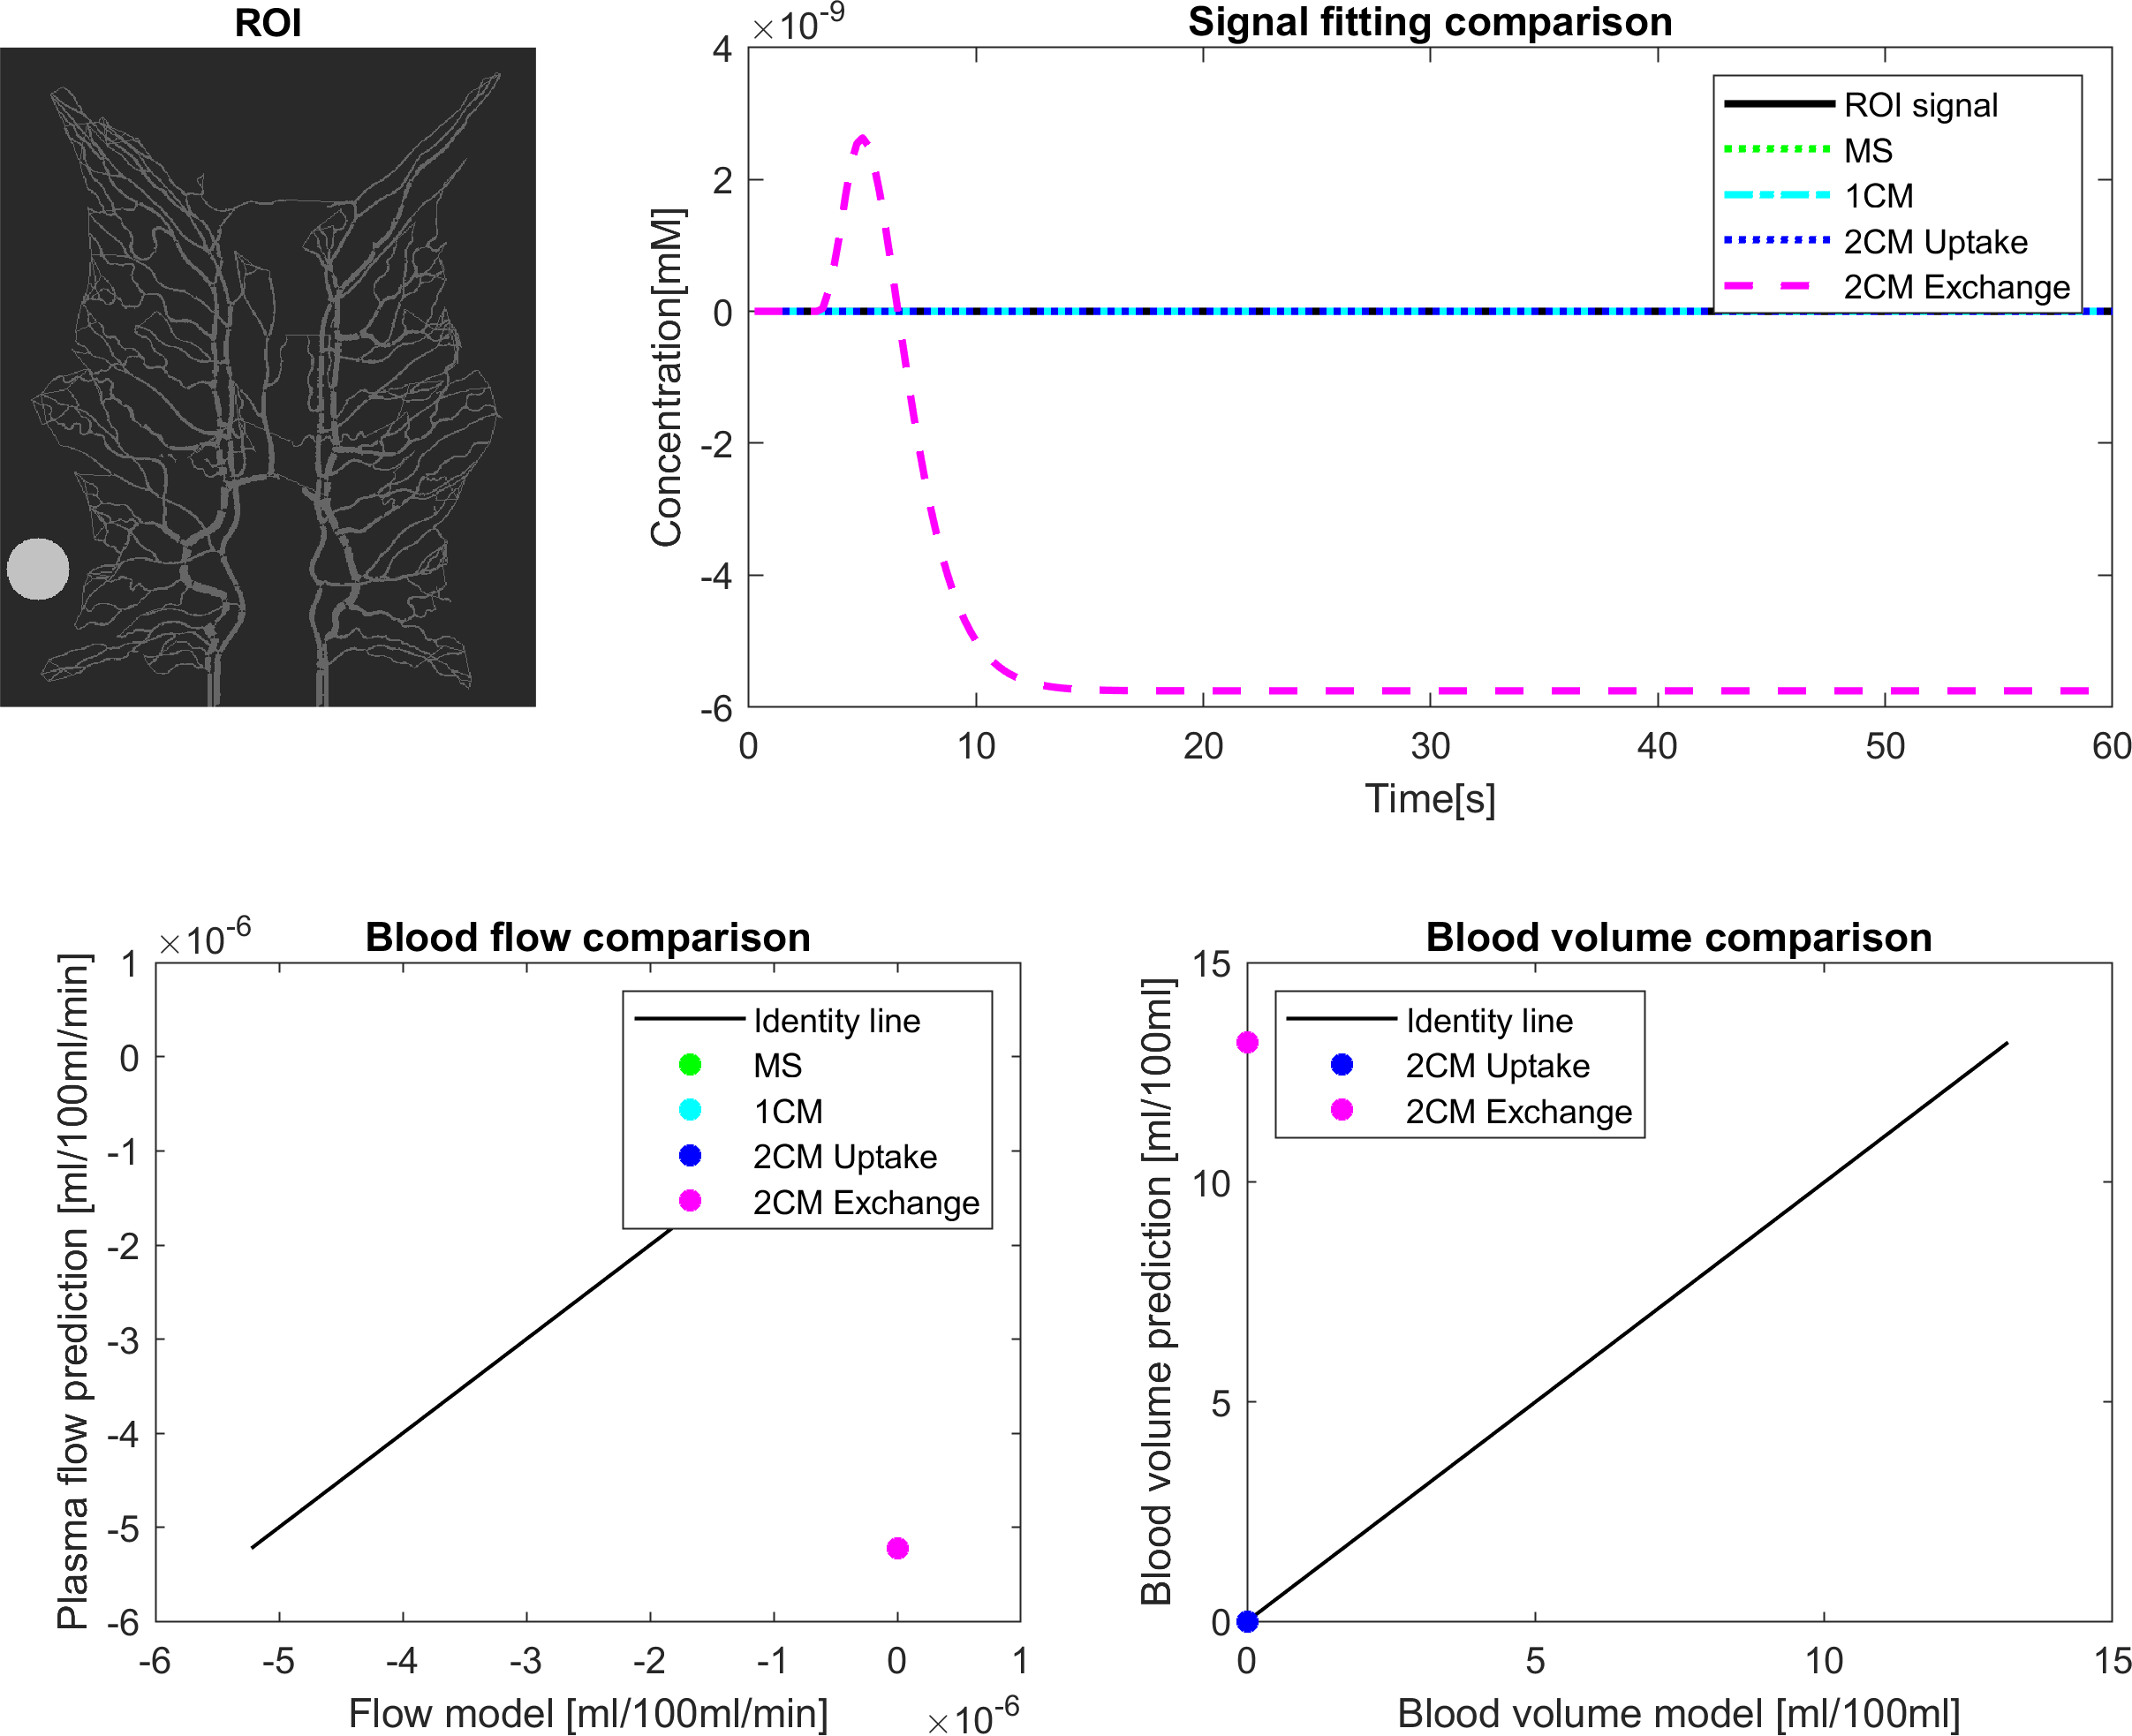 ROI
Signal fitting comparison
×10-9
4
2
0
-2
-4
-6
Concentration[mM]
0 10 20 30 40 50 60
Time[s]
ROI signal
MS
1CM
2CM Uptake
2CM Exchange
Blood flow comparison
×10-6
1
0
-1
-2
-3
-4
-5
-6
Plasma flow prediction [ml/100ml/min]
-6 -5 -4 -3 -2 -1 0 1
Flow model [ml/100ml/min]
×10-6
Identity line
MS
1CM
2CM Uptake
2CM Exchange
Blood volume comparison
15
10
5
0
Blood volume prediction [ml/100ml]
0 5 10 15
Blood volume model [ml/100ml]
Identity line
2CM Uptake
2CM Exchange